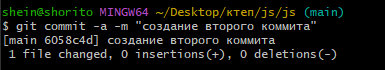 shein@shorito MINGW64 ~/Desktop/ктеп/js/js (main)
$ git commit -a -m "создание второго коммита"
[main 6058c4d] создание второго коммита
1 file changed, 0 insertions(+), 0 deletions(-)